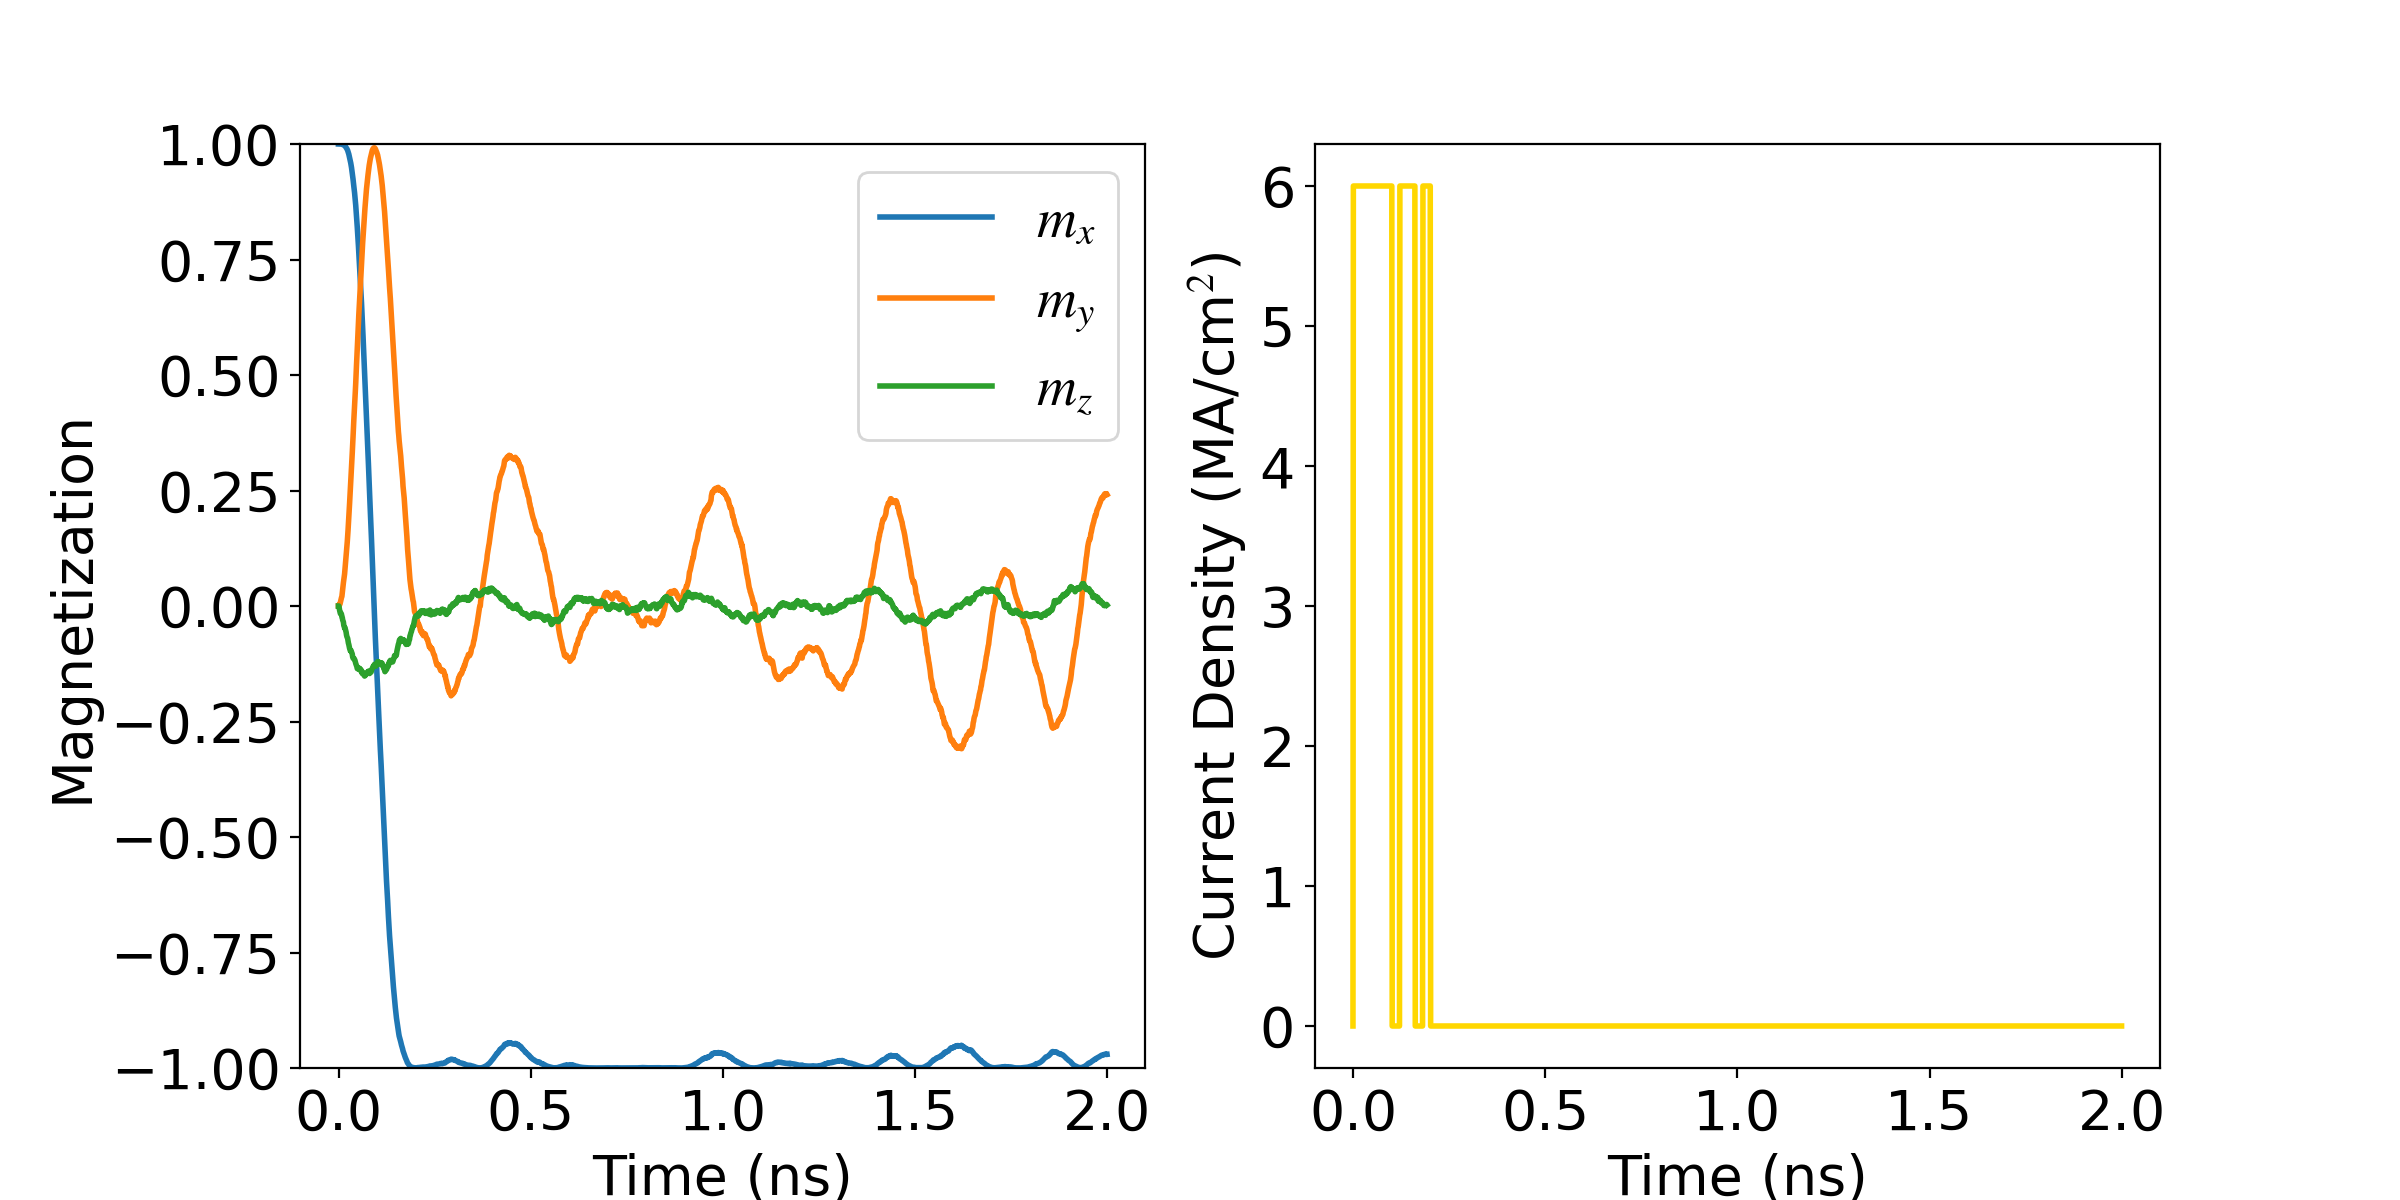 Magnetization
1.00
0.75
0.50
0.25
0.00
−0.25
−0.50
−0.75
−1.00
0.0 0.5 1.0 1.5 2.0
Time (ns)
m_x
m_y
m_z
Current Density (MA/cm²)
6
5
4
3
2
1
0
0.0 0.5 1.0 1.5 2.0
Time (ns)